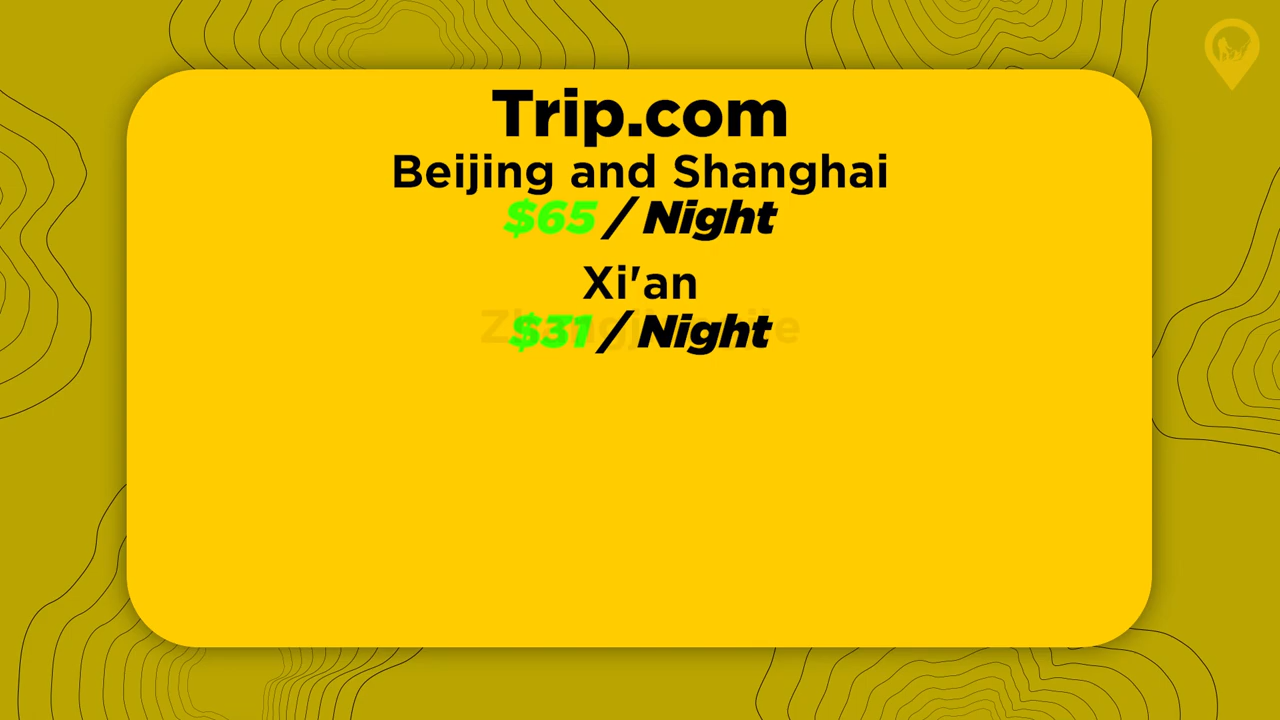 Trip.com
Beijing and Shanghai
$65 / Night
Xi'an
$31 / Night